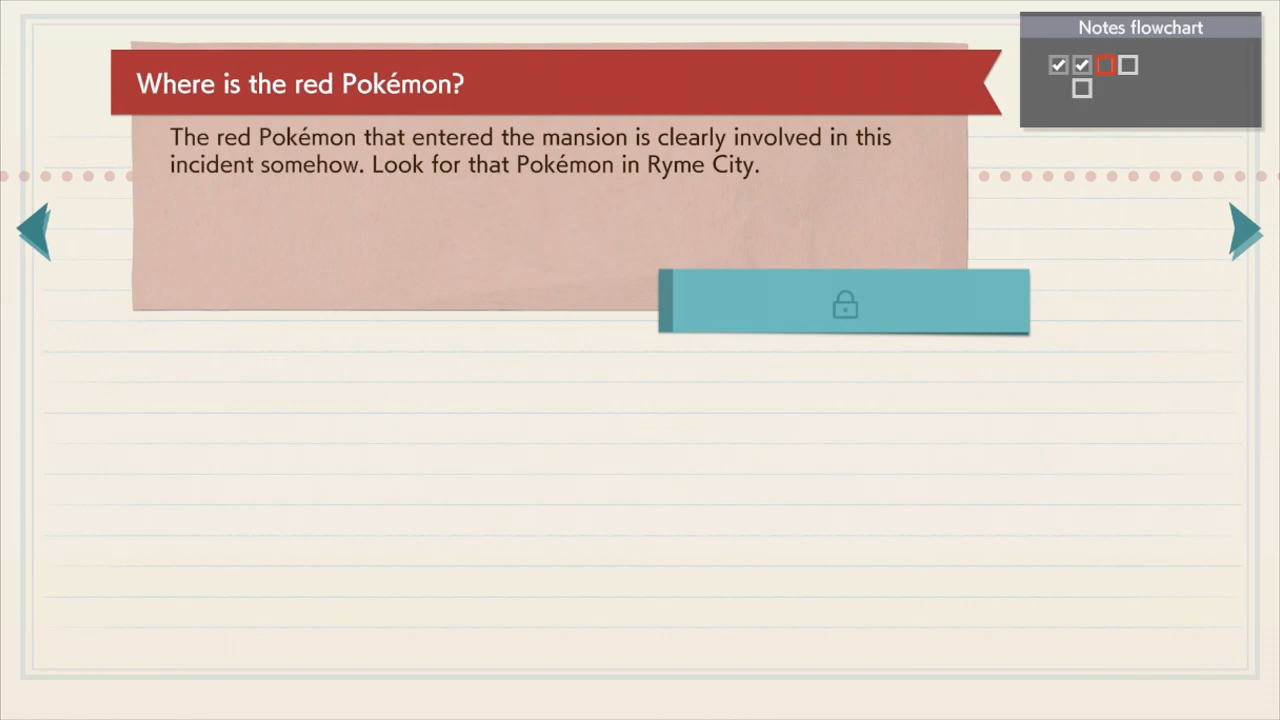 Notes flowchart
Where is the red Pokémon?
The red Pokémon that entered the mansion is clearly involved in this
incident somehow. Look for that Pokémon in Ryme City.